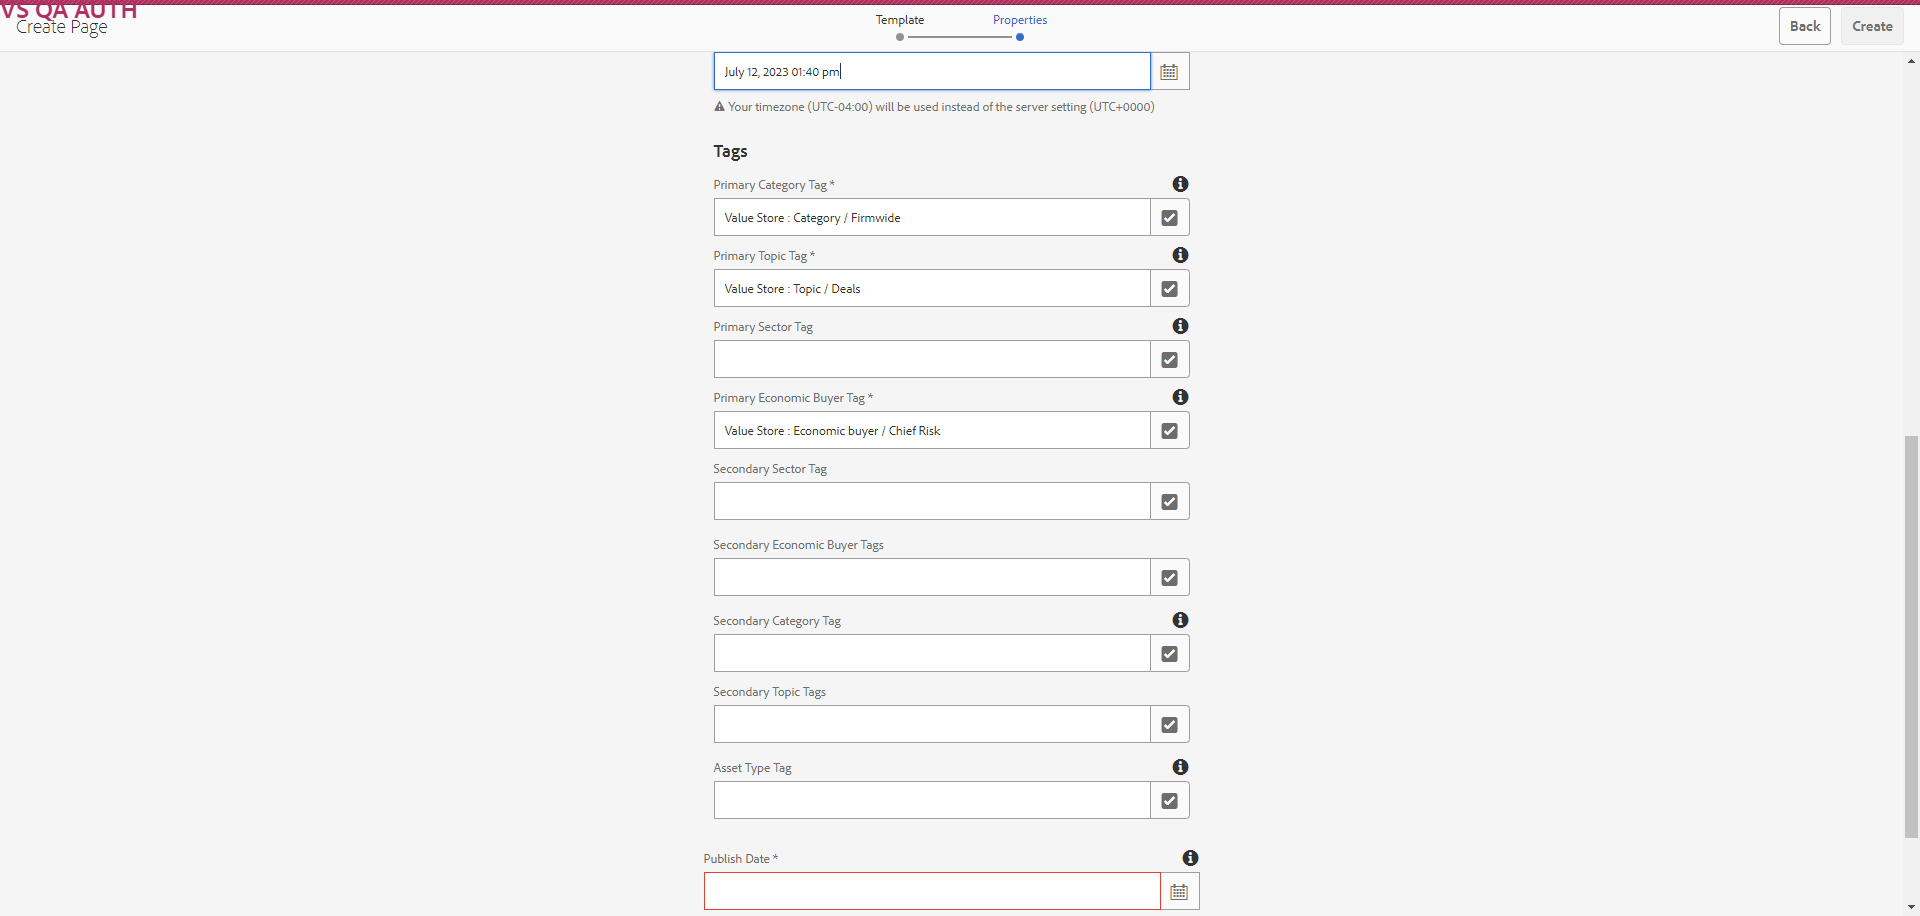 VS QA AUTH
Create Page
Template
Properties
Back
Create
July 12, 2023 01:40 pm
Your timezone (UTC-04:00) will be used instead of the server setting (UTC+0000)
Tags
Primary Category Tag *
Value Store : Category / Firmwide
Primary Topic Tag *
Value Store : Topic / Deals
Primary Sector Tag
Primary Economic Buyer Tag *
Value Store : Economic buyer / Chief Risk
Secondary Sector Tag
Secondary Economic Buyer Tags
Secondary Category Tag
Secondary Topic Tags
Asset Type Tag
Publish Date *